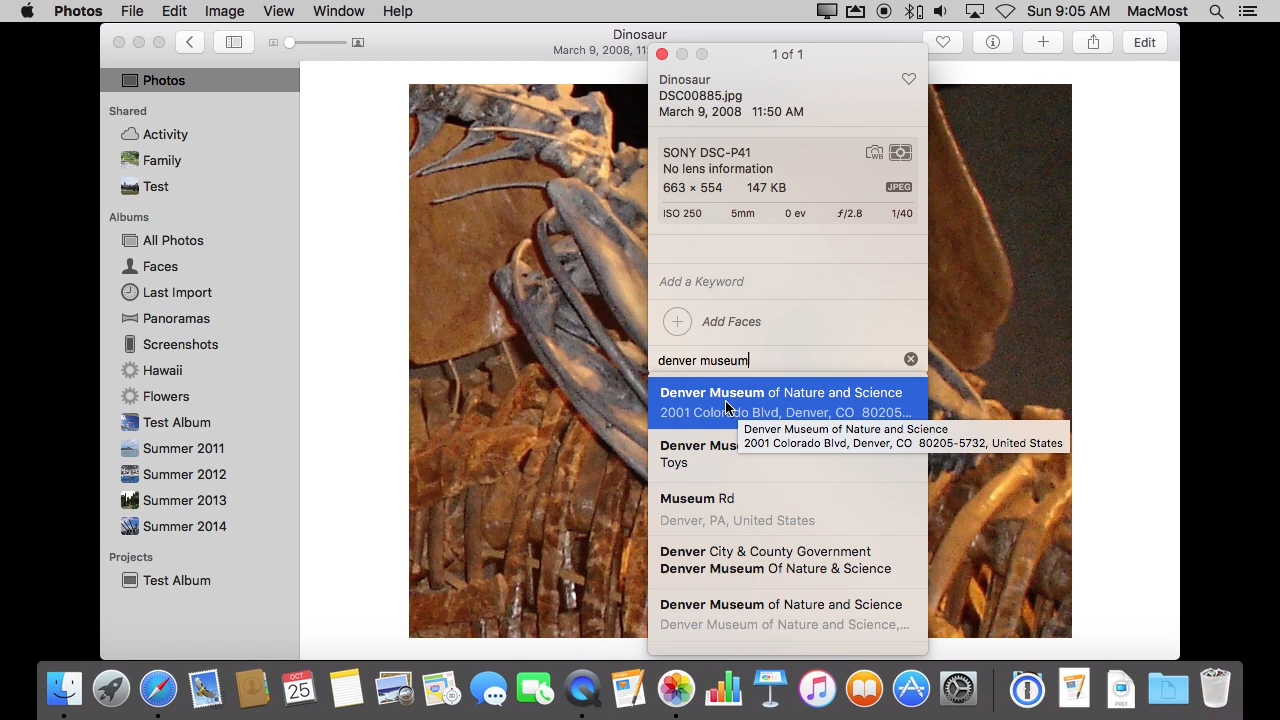 Photos File Edit Image View Window Help Sun 9:05 AM MacMost
Dinosaur
March 9, 2008, 11:
Edit
Photos
Shared
Activity
Family
Test
Albums
All Photos
Faces
Last Import
Panoramas
Screenshots
Hawaii
Flowers
Test Album
Summer 2011
Summer 2012
Summer 2013
Summer 2014
Projects
Test Album
1 of 1
Dinosaur
DSC00885.jpg
March 9, 2008 11:50 AM
SONY DSC-P41
WB
No lens information
663 × 554 147 KB JPEG
ISO 250 5mm 0 ev ƒ/2.8 1/40
Add a Keyword
Add Faces
denver museum
Denver Museum of Nature and Science
2001 Colorado Blvd, Denver, CO 80205...
Denver Museum of Nature and Science
2001 Colorado Blvd, Denver, CO 80205-5732, United States
Denver
Toys
Museum Rd
Denver, PA, United States
Denver City & County Government
Denver Museum Of Nature & Science
Denver Museum of Nature and Science
Denver Museum of Nature and Science,...
OCT
25